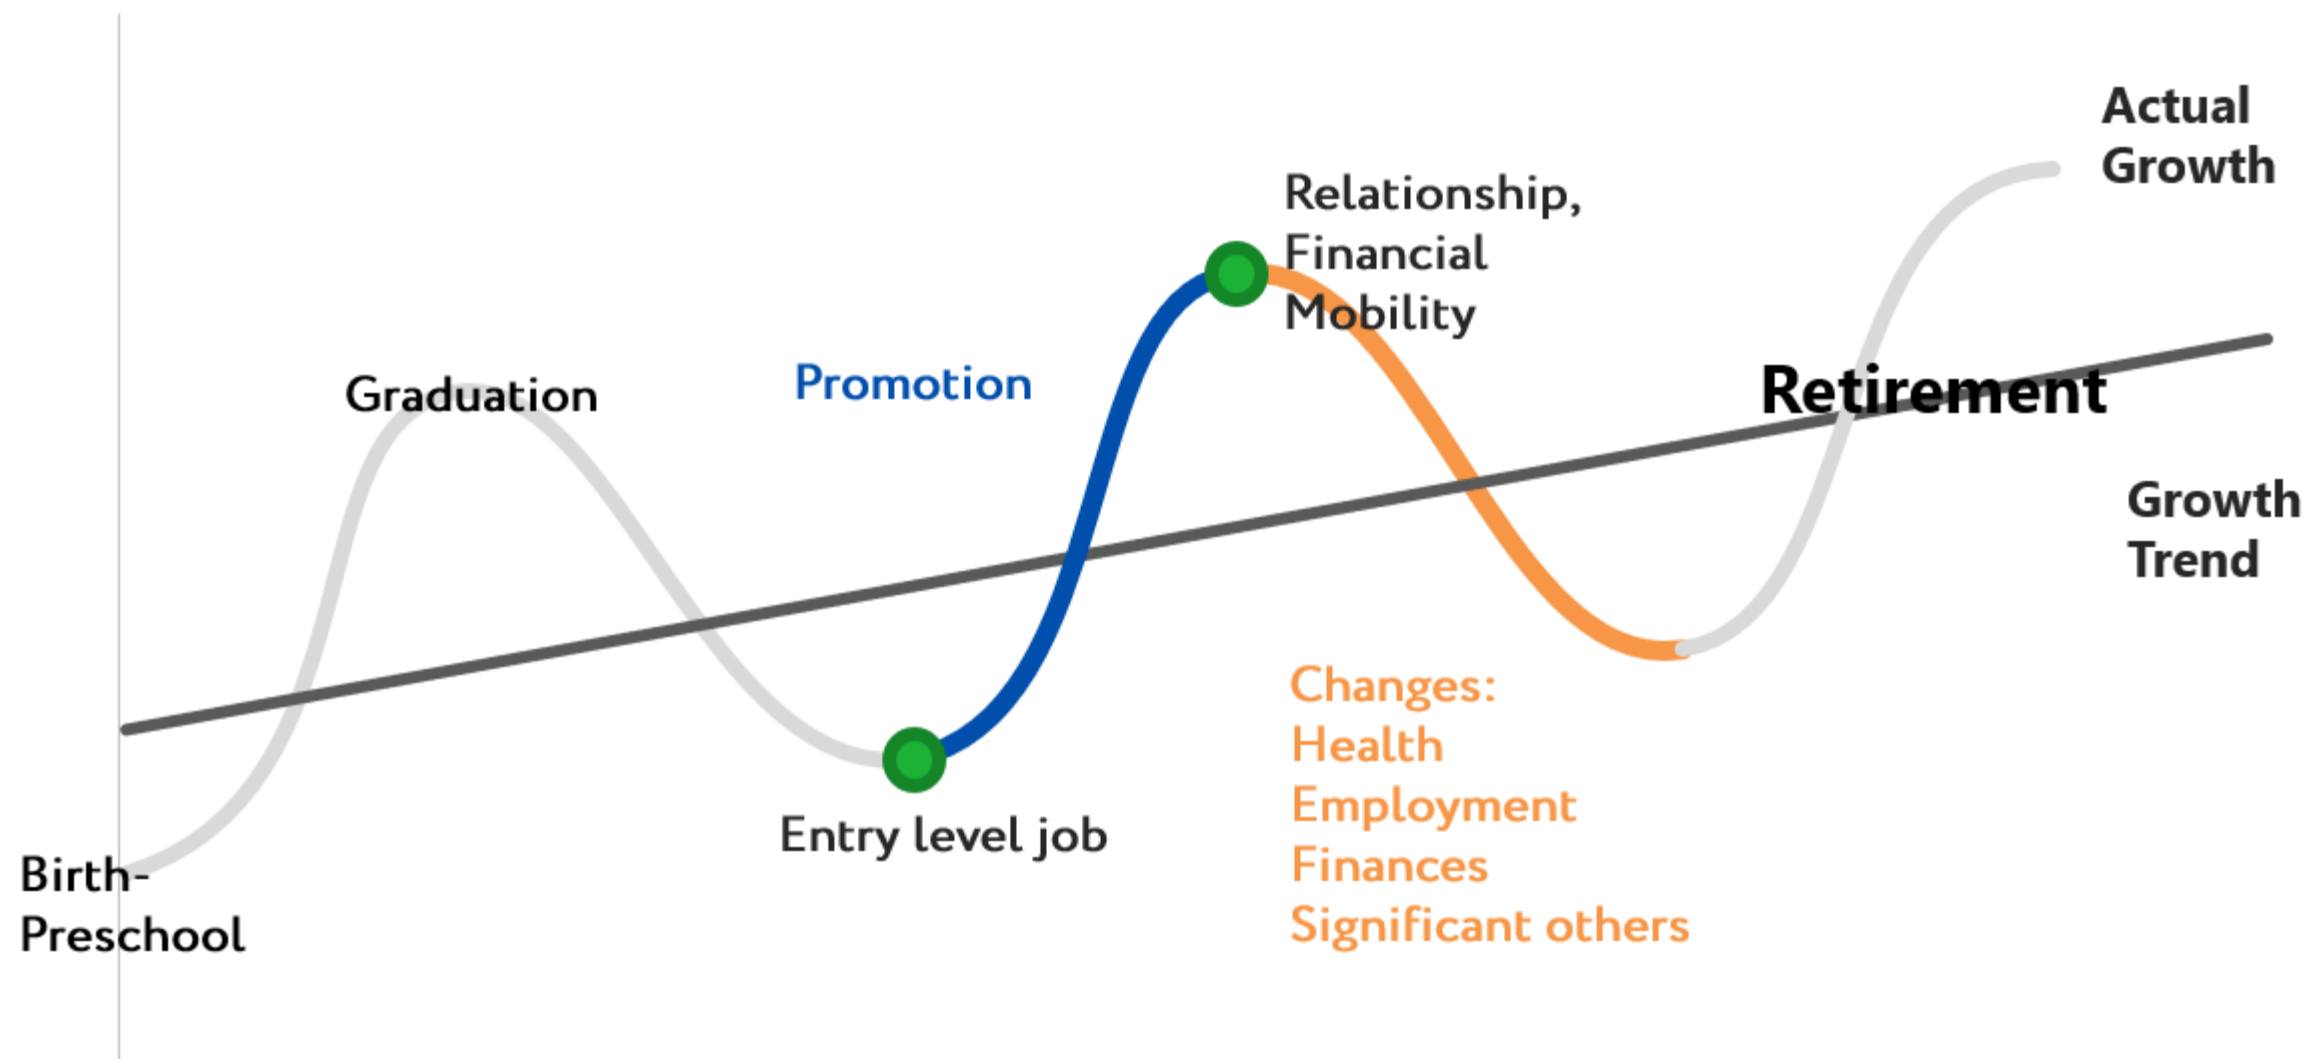 Actual
Growth
Relationship,
Financial
Mobility
Graduation
Promotion
Retirement
Growth
Trend
Entry level job
Birth-
Preschool
Changes:
Health
Employment
Finances
Significant others